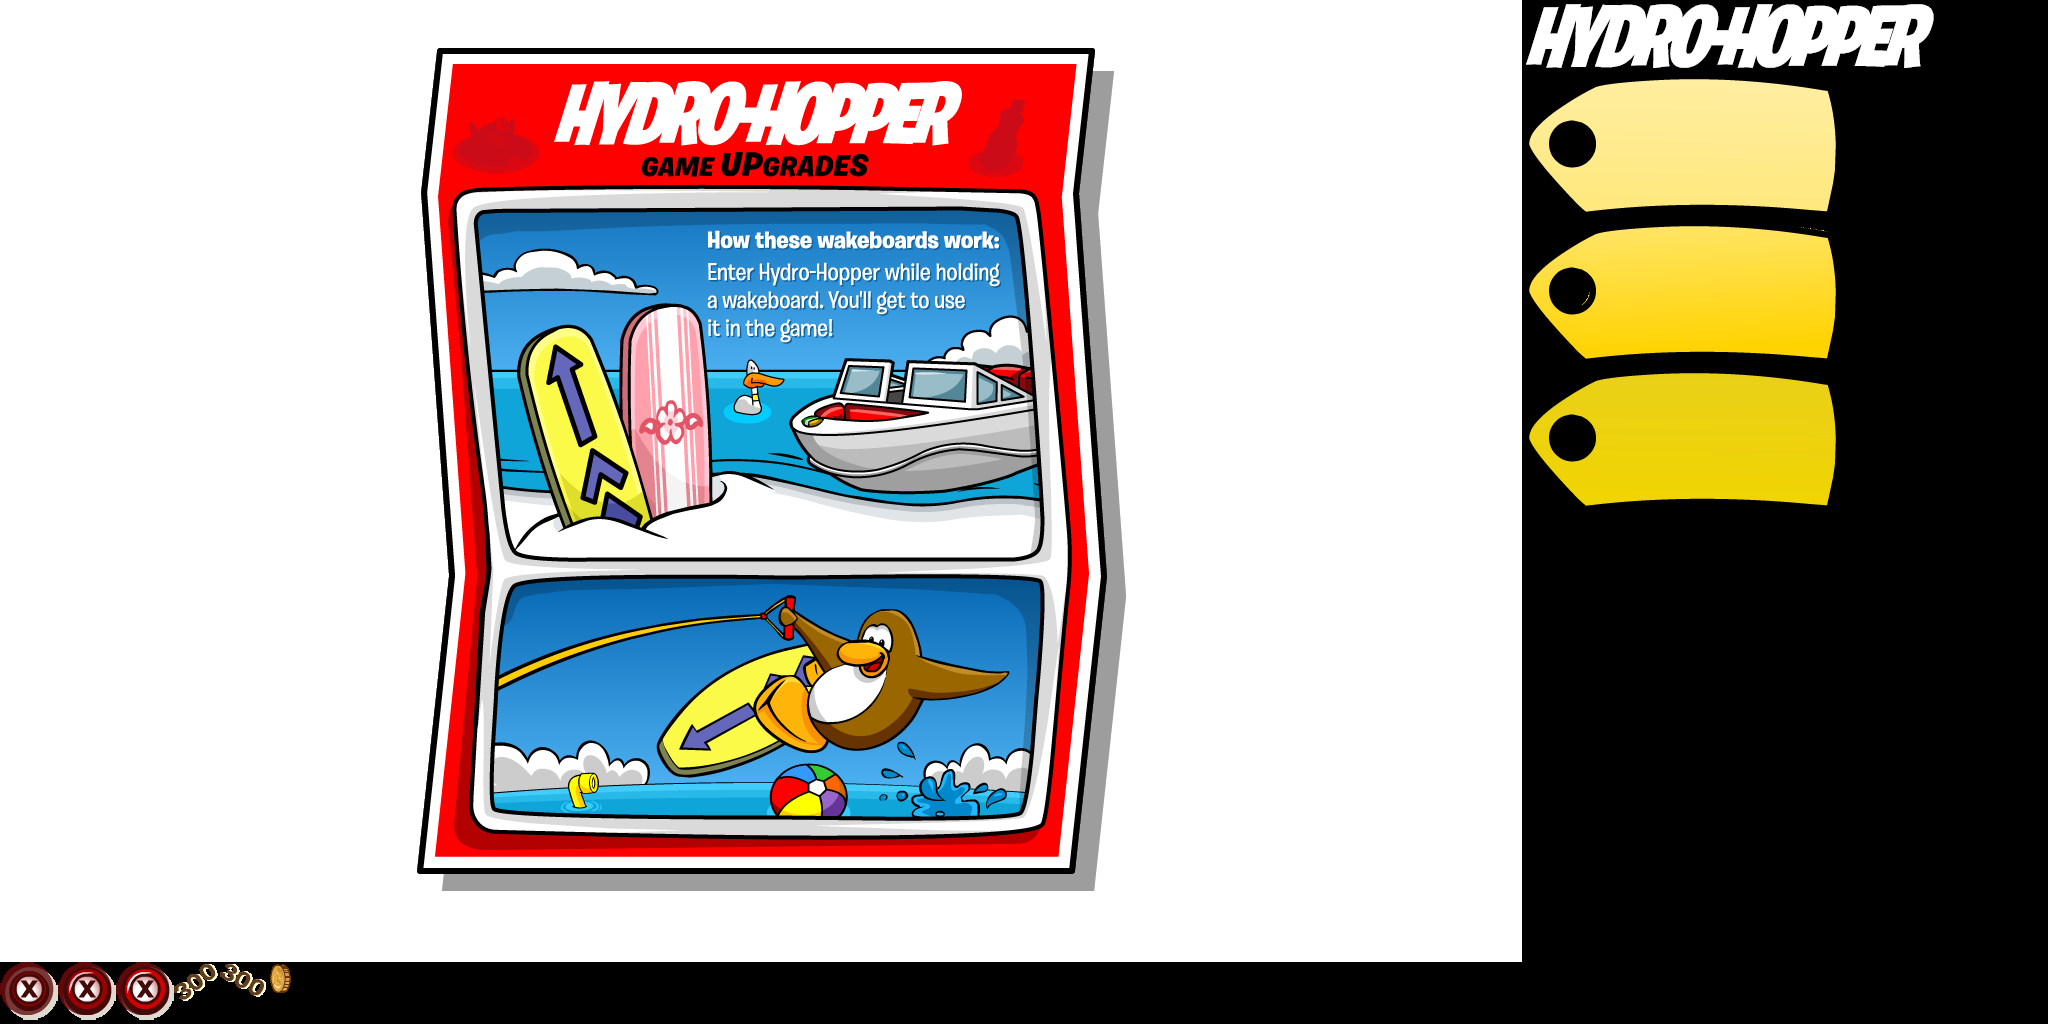 HYDRO-HOPPER
GAME UPGRADES
How these wakeboards work:
Enter Hydro-Hopper while holding
a wakeboard. You'll get to use
it in the game!
HYDRO-HOPPER
X X X 300 300